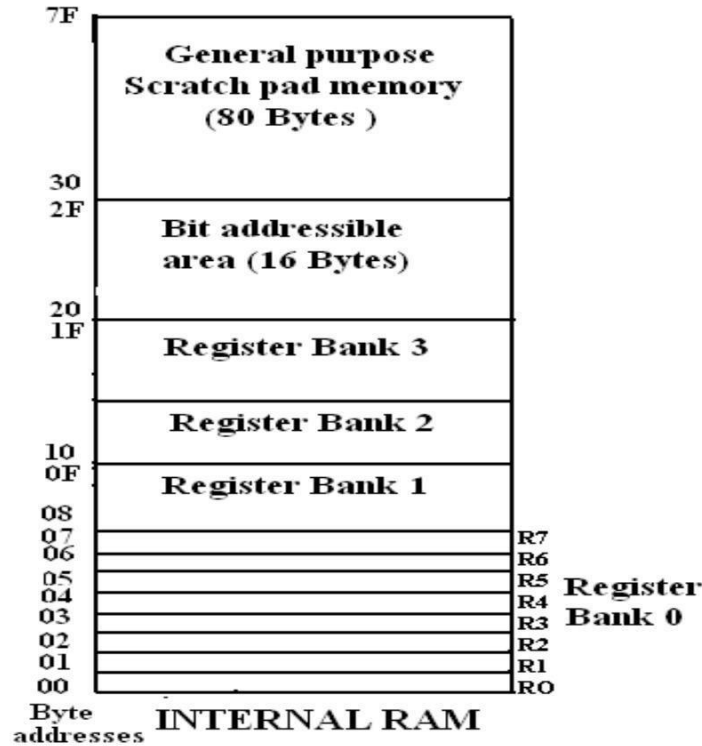 7F
General purpose
Scratch pad memory
(80 Bytes )
30
2F
Bit addressible
area (16 Bytes)
20
1F
Register Bank 3
Register Bank 2
10
0F
Register Bank 1
08
07 R7
06 R6
05 R5
04 R4
03 R3
02 R2
01 R1
00 RO
Register
Bank 0
Byte
addresses
INTERNAL RAM